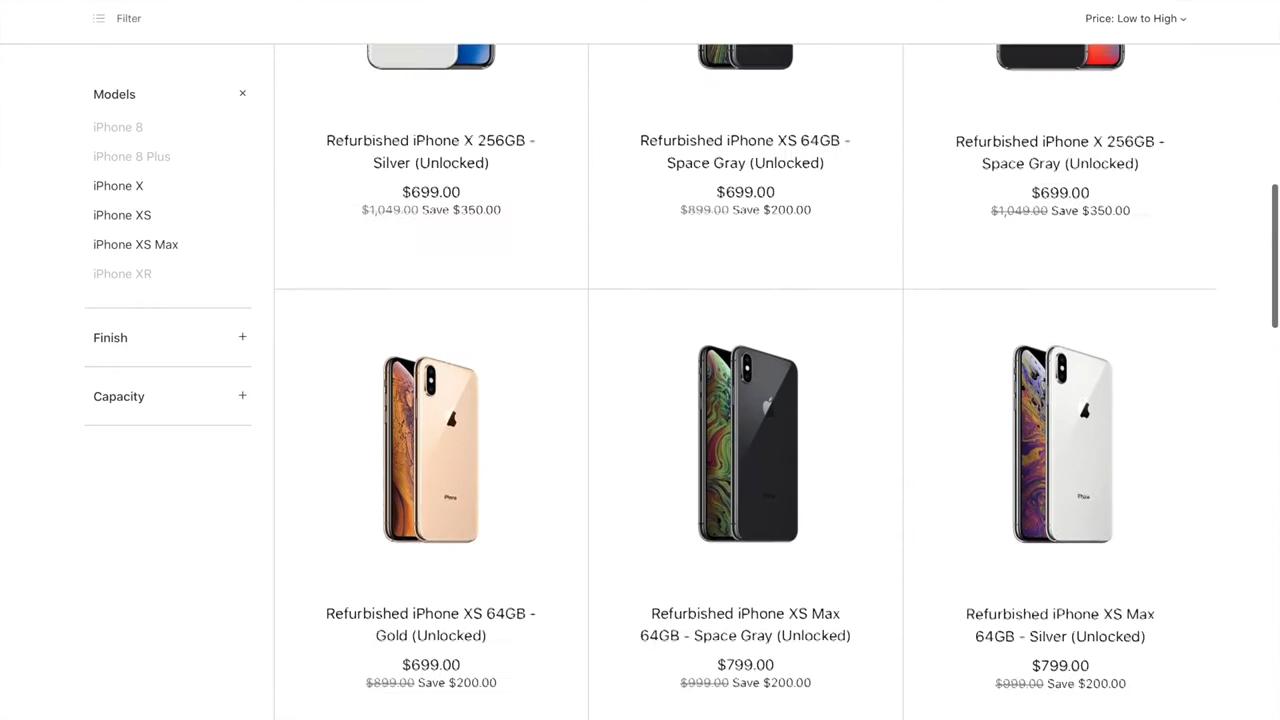 Filter
Price: Low to High
Models
iPhone 8
iPhone 8 Plus
iPhone X
iPhone XS
iPhone XS Max
iPhone XR
Finish
Capacity
Refurbished iPhone X 256GB -
Silver (Unlocked)
$699.00
$1,049.00 Save $350.00
Refurbished iPhone XS 64GB -
Space Gray (Unlocked)
$699.00
$899.00 Save $200.00
Refurbished iPhone X 256GB -
Space Gray (Unlocked)
$699.00
$1,049.00 Save $350.00
iPhone
Refurbished iPhone XS 64GB -
Gold (Unlocked)
$699.00
$899.00 Save $200.00
Refurbished iPhone XS Max
64GB - Space Gray (Unlocked)
$799.00
$999.00 Save $200.00
Refurbished iPhone XS Max
64GB - Silver (Unlocked)
$799.00
$999.00 Save $200.00